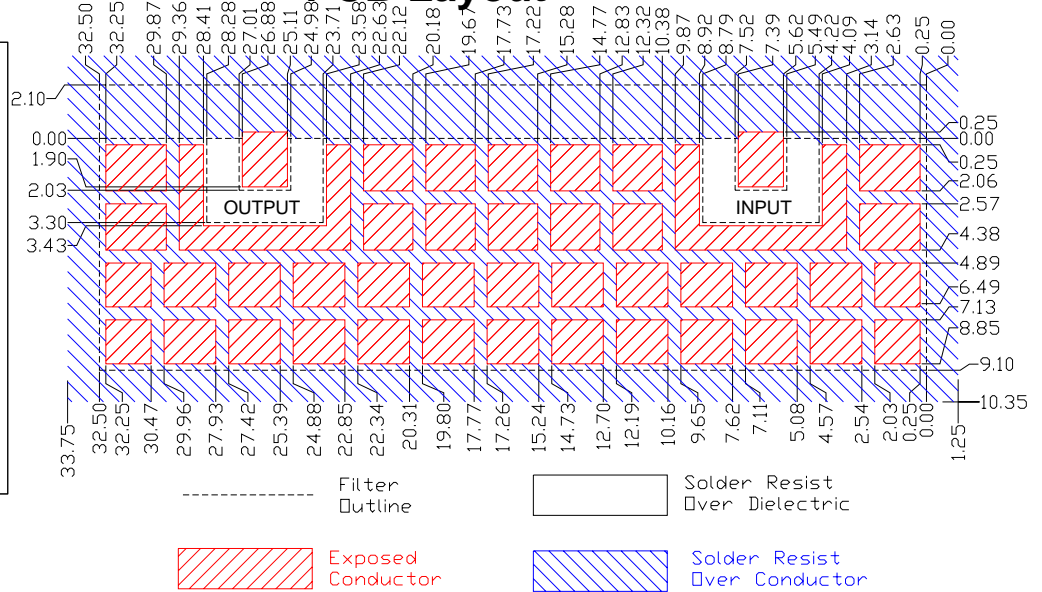 Layout
32.50 32.25 29.87 29.36 28.41 28.28 27.01 26.88 25.11 24.98 23.71 23.58 22.63 22.12 20.18 19.67 17.73 17.22 15.28 14.77 12.83 12.32 10.38 9.87 8.92 8.79 7.52 7.39 5.62 5.49 4.22 4.09 3.14 2.63 0.25 0.00
2.10
0.00
1.90
2.03
3.30
3.43
OUTPUT
INPUT
0.25
0.00
0.25
2.06
2.57
4.38
4.89
6.49
7.13
8.85
9.10
10.35
33.75 32.50 32.25 30.47 29.96 27.93 27.42 25.39 24.88 22.85 22.34 20.31 19.80 17.77 17.26 15.24 14.73 12.70 12.19 10.16 9.65 7.62 7.11 5.08 4.57 2.54 2.03 0.25 0.00 1.25
Filter
Outline
Solder Resist
Over Dielectric
Exposed
Conductor
Solder Resist
Over Conductor